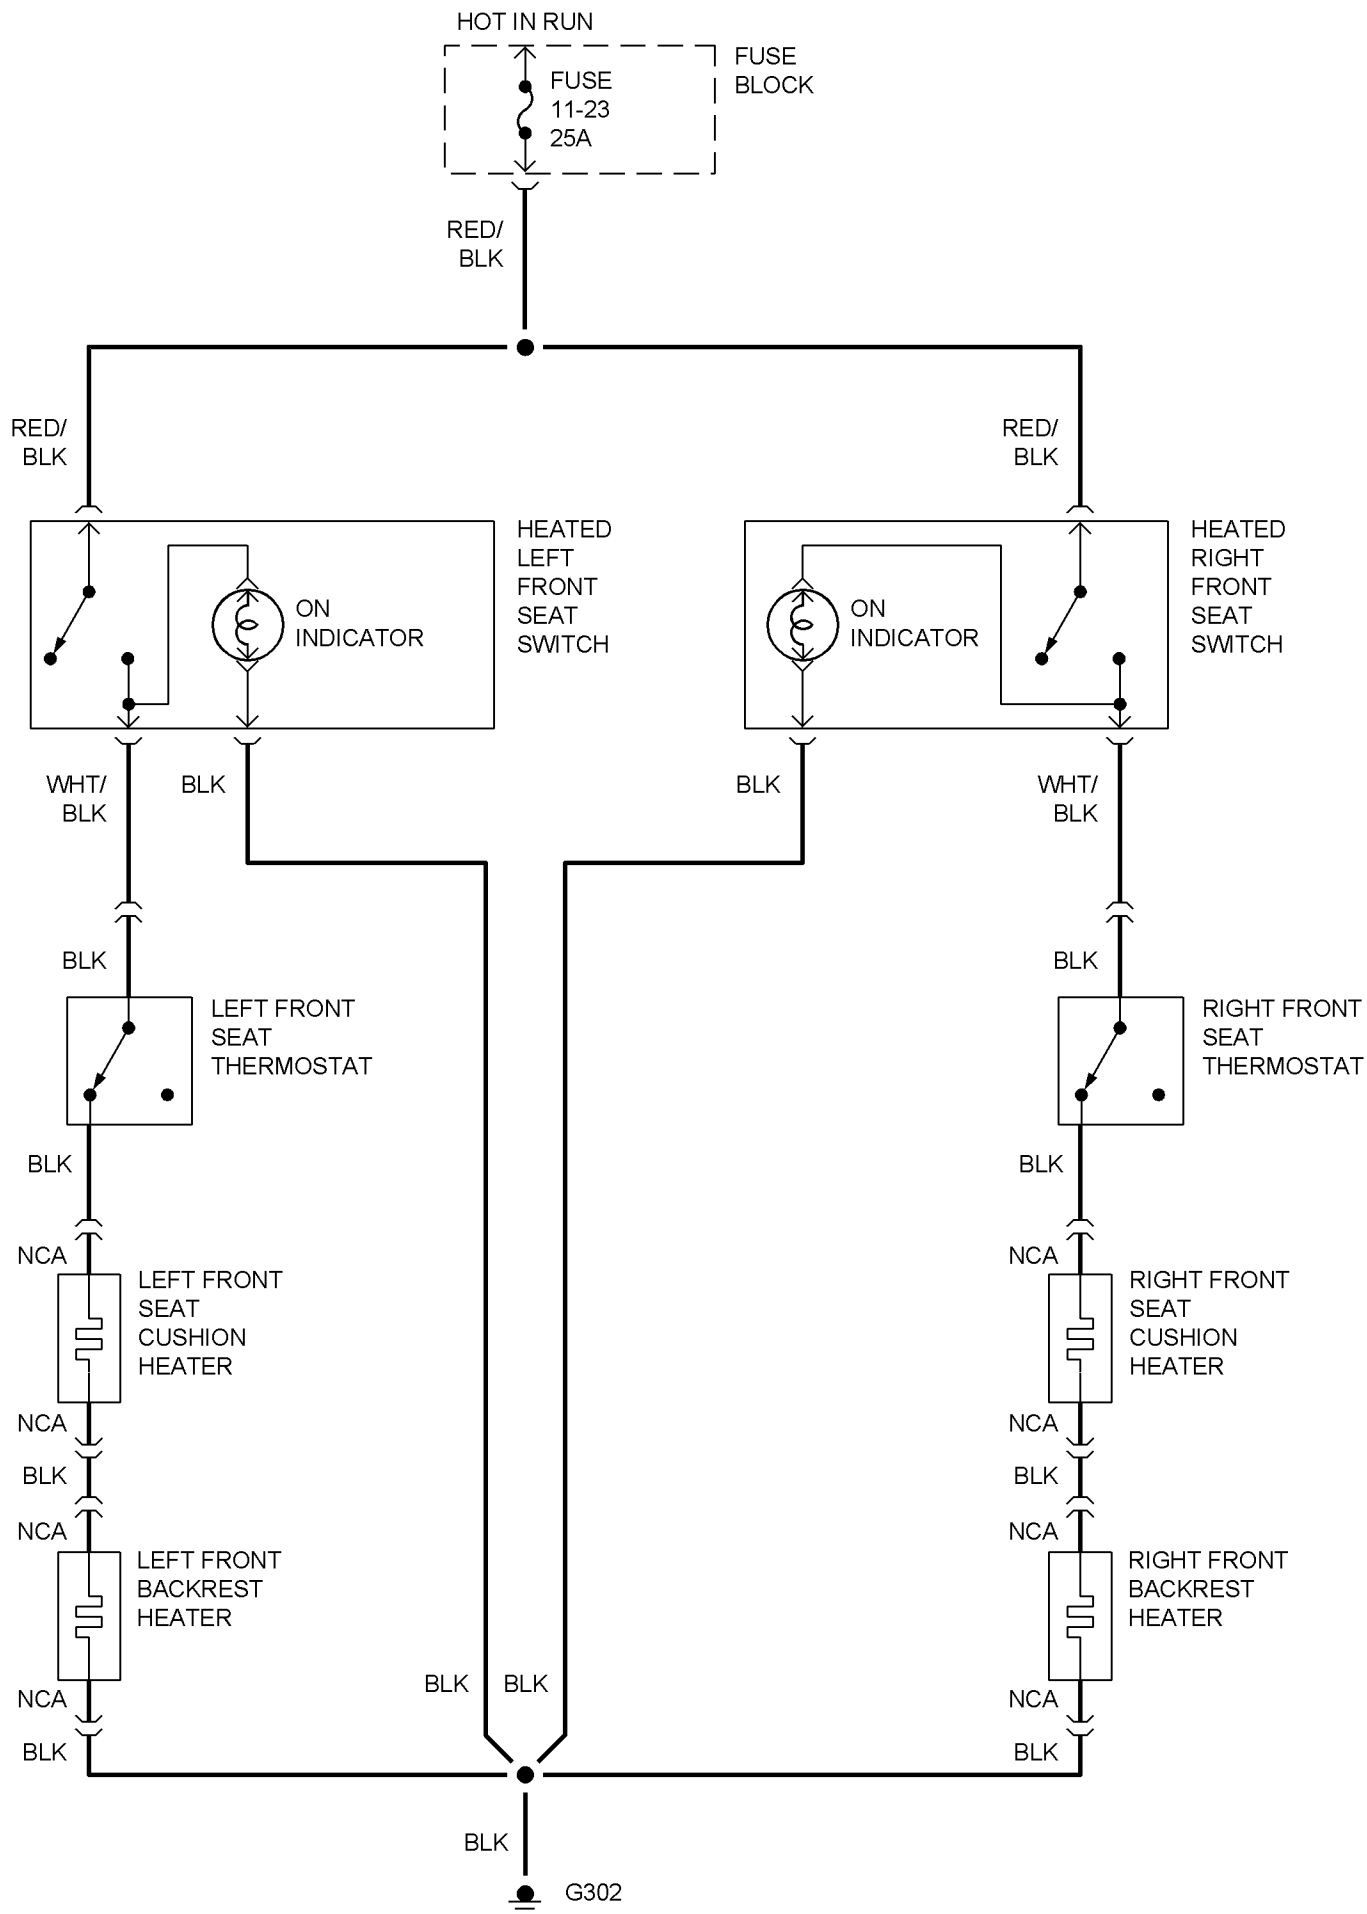 HOT IN RUN
FUSE
BLOCK
FUSE
11-23
25A
RED/
BLK
RED/
BLK
RED/
BLK
HEATED
LEFT
FRONT
SEAT
SWITCH
ON
INDICATOR
HEATED
RIGHT
FRONT
SEAT
SWITCH
ON
INDICATOR
WHT/
BLK
BLK
BLK
WHT/
BLK
BLK
BLK
LEFT FRONT
SEAT
THERMOSTAT
RIGHT FRONT
SEAT
THERMOSTAT
BLK
BLK
NCA
LEFT FRONT
SEAT
CUSHION
HEATER
NCA
RIGHT FRONT
SEAT
CUSHION
HEATER
NCA
NCA
BLK
BLK
NCA
LEFT FRONT
BACKREST
HEATER
NCA
RIGHT FRONT
BACKREST
HEATER
NCA
BLK
BLK
NCA
BLK
BLK
BLK
G302